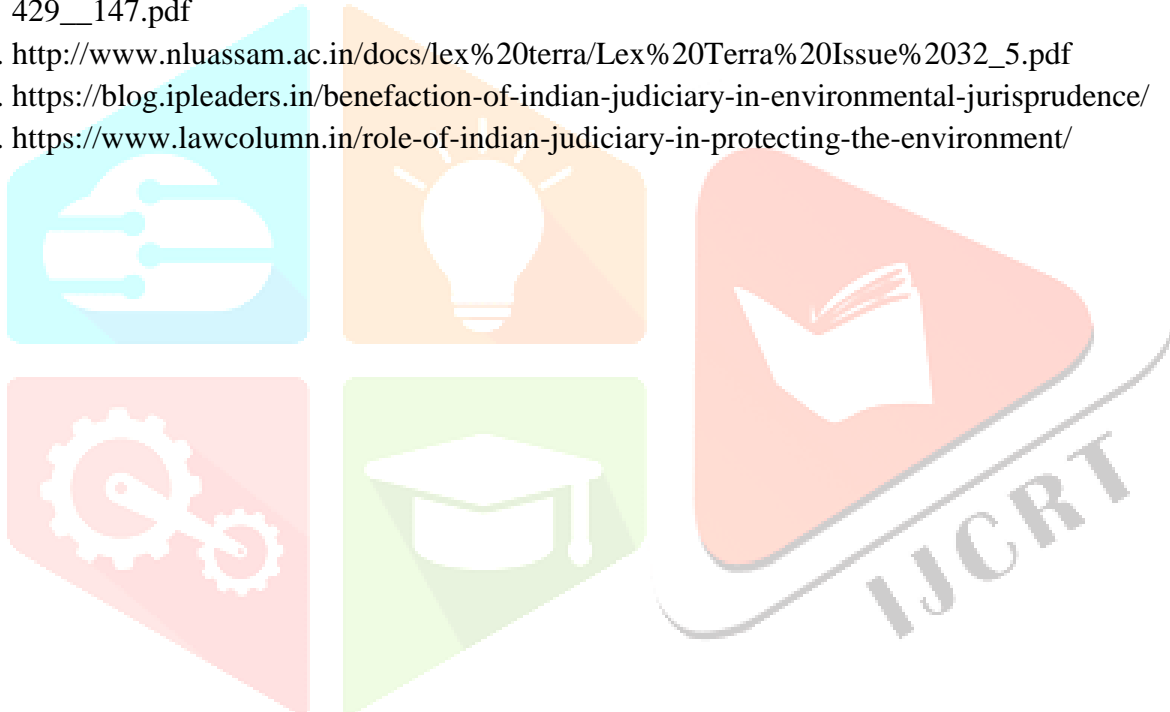 429__147.pdf
. http://www.nluassam.ac.in/docs/lex%20terra/Lex%20Terra%20Issue%2032_5.pdf
. https://blog.ipleaders.in/benefaction-of-indian-judiciary-in-environmental-jurisprudence/
. https://www.lawcolumn.in/role-of-indian-judiciary-in-protecting-the-environment/
IJCRT